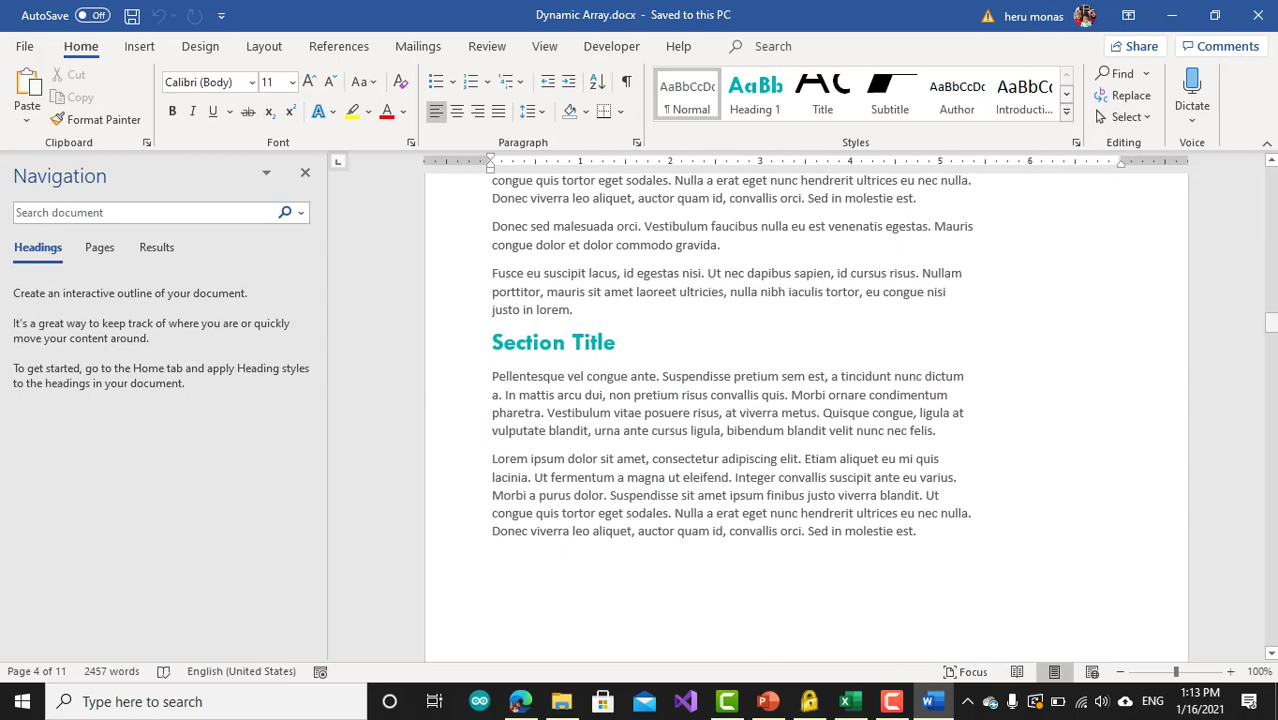 AutoSave Off Dynamic Array.docx - Saved to this PC heru monas
File Home Insert Design Layout References Mailings Review View Developer Help Search Share Comments
Paste Cut Copy Format Painter
Calibri (Body) 11
AaBbCcDc AaBb AaBbCcDd AaBbC
¶ Normal Heading 1 Title Subtitle Author Introducti...
Find Replace Select
Dictate
Clipboard Font Paragraph Styles Editing Voice
Navigation
Search document
Headings Pages Results
Create an interactive outline of your document.
It's a great way to keep track of where you are or quickly
move your content around.
To get started, go to the Home tab and apply Heading styles
to the headings in your document.
1 2 3 4 5 6
congue quis tortor eget sodales. Nulla a erat eget nunc hendrerit ultrices eu nec nulla.
Donec viverra leo aliquet, auctor quam id, convallis orci. Sed in molestie est.
Donec sed malesuada orci. Vestibulum faucibus nulla eu est venenatis egestas. Mauris
congue dolor et dolor commodo gravida.
Fusce eu suscipit lacus, id egestas nisi. Ut nec dapibus sapien, id cursus risus. Nullam
porttitor, mauris sit amet laoreet ultricies, nulla nibh iaculis tortor, eu congue nisi
justo in lorem.
Section Title
Pellentesque vel congue ante. Suspendisse pretium sem est, a tincidunt nunc dictum
a. In mattis arcu dui, non pretium risus convallis quis. Morbi ornare condimentum
pharetra. Vestibulum vitae posuere risus, at viverra metus. Quisque congue, ligula at
vulputate blandit, urna ante cursus ligula, bibendum blandit velit nunc nec felis.
Lorem ipsum dolor sit amet, consectetur adipiscing elit. Etiam aliquet eu mi quis
lacinia. Ut fermentum a magna ut eleifend. Integer convallis suscipit ante eu varius.
Morbi a purus dolor. Suspendisse sit amet ipsum finibus justo viverra blandit. Ut
congue quis tortor eget sodales. Nulla a erat eget nunc hendrerit ultrices eu nec nulla.
Donec viverra leo aliquet, auctor quam id, convallis orci. Sed in molestie est.
Page 4 of 11 2457 words English (United States) Focus 100%
Type here to search ENG 1:13 PM
1/16/2021